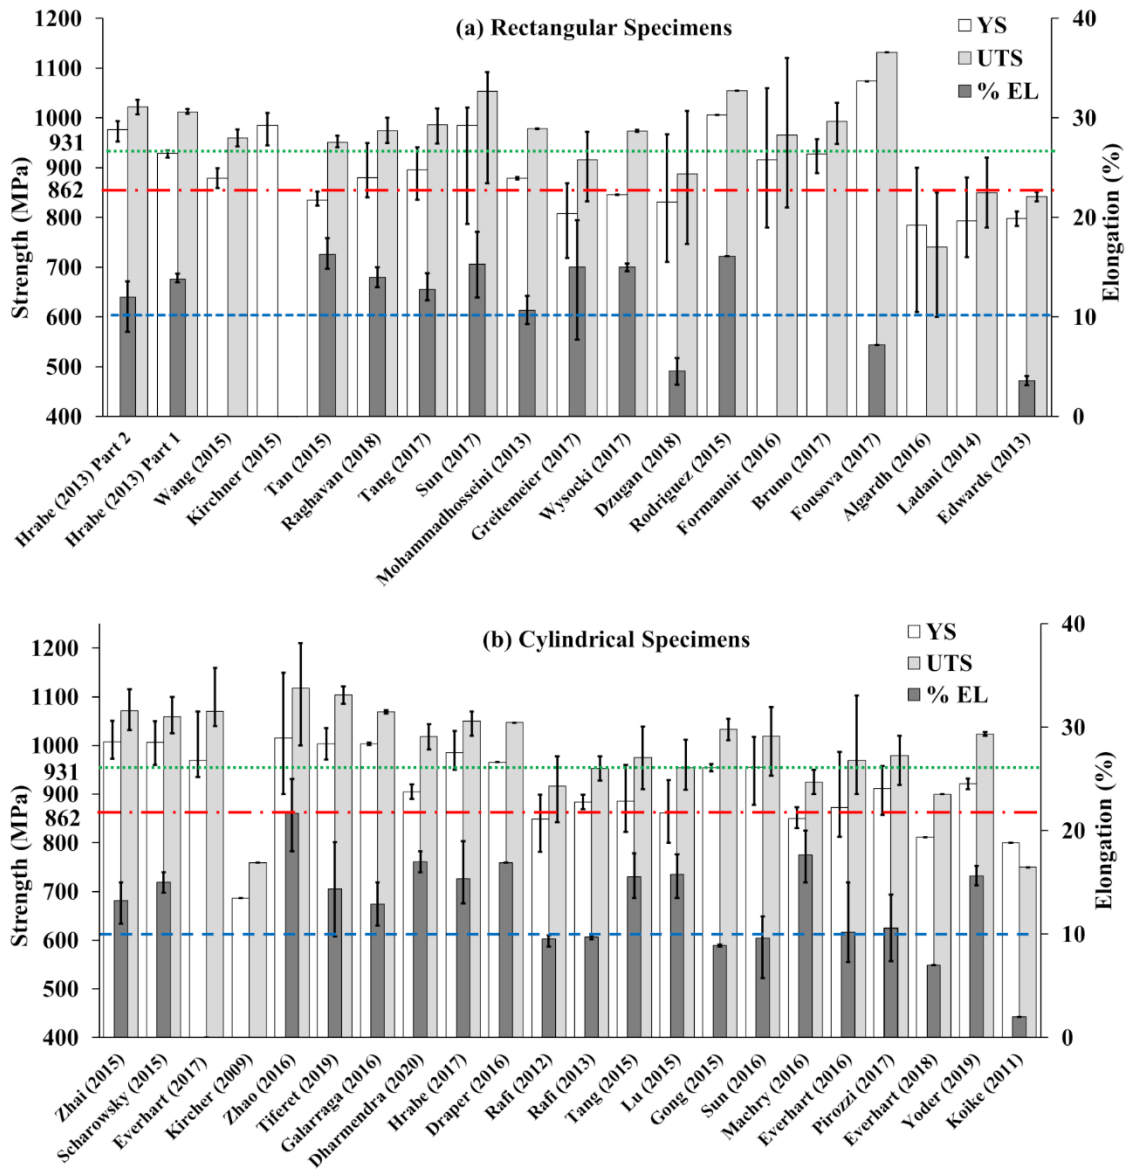 (a) Rectangular Specimens
YS
UTS
% EL
Strength (MPa)
1200
1100
1000
931
900
862
800
700
600
500
400
Elongation (%)
40
30
20
10
0
Hrabe (2013) Part 2
Hrabe (2013) Part 1
Wang (2015)
Kirchner (2015)
Tan (2015)
Raghavan (2018)
Tang (2017)
Sun (2017)
Mohammadhosseini (2013)
Greitemeier (2017)
Wysocki (2017)
Dzugan (2018)
Rodriguez (2015)
Formanoir (2016)
Bruno (2017)
Fousova (2017)
Algardh (2016)
Ladani (2014)
Edwards (2013)
(b) Cylindrical Specimens
YS
UTS
% EL
Strength (MPa)
1200
1100
1000
931
900
862
800
700
600
500
400
Elongation (%)
40
30
20
10
0
Zhai (2015)
Scharowsky (2015)
Everhart (2017)
Kircher (2009)
Zhao (2016)
Tiferet (2019)
Galarraga (2016)
Dharmendra (2020)
Hrabe (2017)
Draper (2016)
Rafi (2012)
Rafi (2013)
Tang (2015)
Lu (2015)
Gong (2015)
Sun (2016)
Machry (2016)
Everhart (2016)
Pirozzi (2017)
Everhart (2018)
Yoder (2019)
Koike (2011)